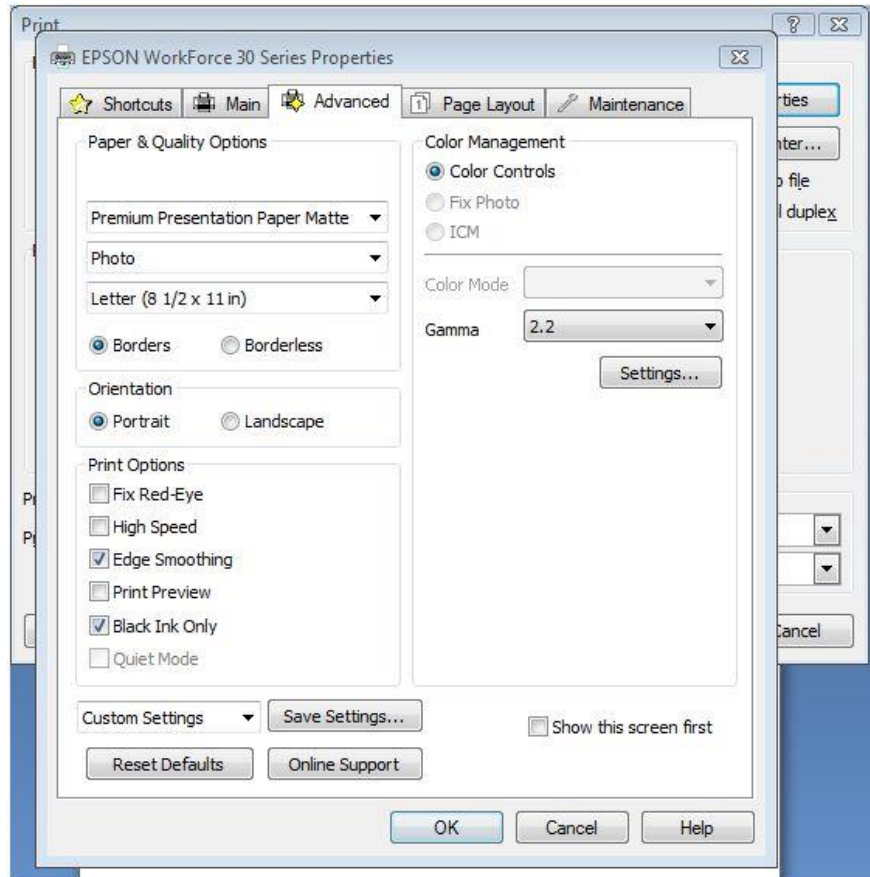 Print
EPSON WorkForce 30 Series Properties
Shortcuts Main Advanced 1 Page Layout Maintenance
Paper & Quality Options
Premium Presentation Paper Matte
Photo
Letter (8 1/2 x 11 in)
Borders Borderless
Orientation
Portrait Landscape
Print Options
Fix Red-Eye
High Speed
Edge Smoothing
Print Preview
Black Ink Only
Quiet Mode
Color Management
Color Controls
Fix Photo
ICM
Color Mode
Gamma 2.2
Settings...
Custom Settings Save Settings... Show this screen first
Reset Defaults Online Support
OK Cancel Help
file
duplex
Cancel